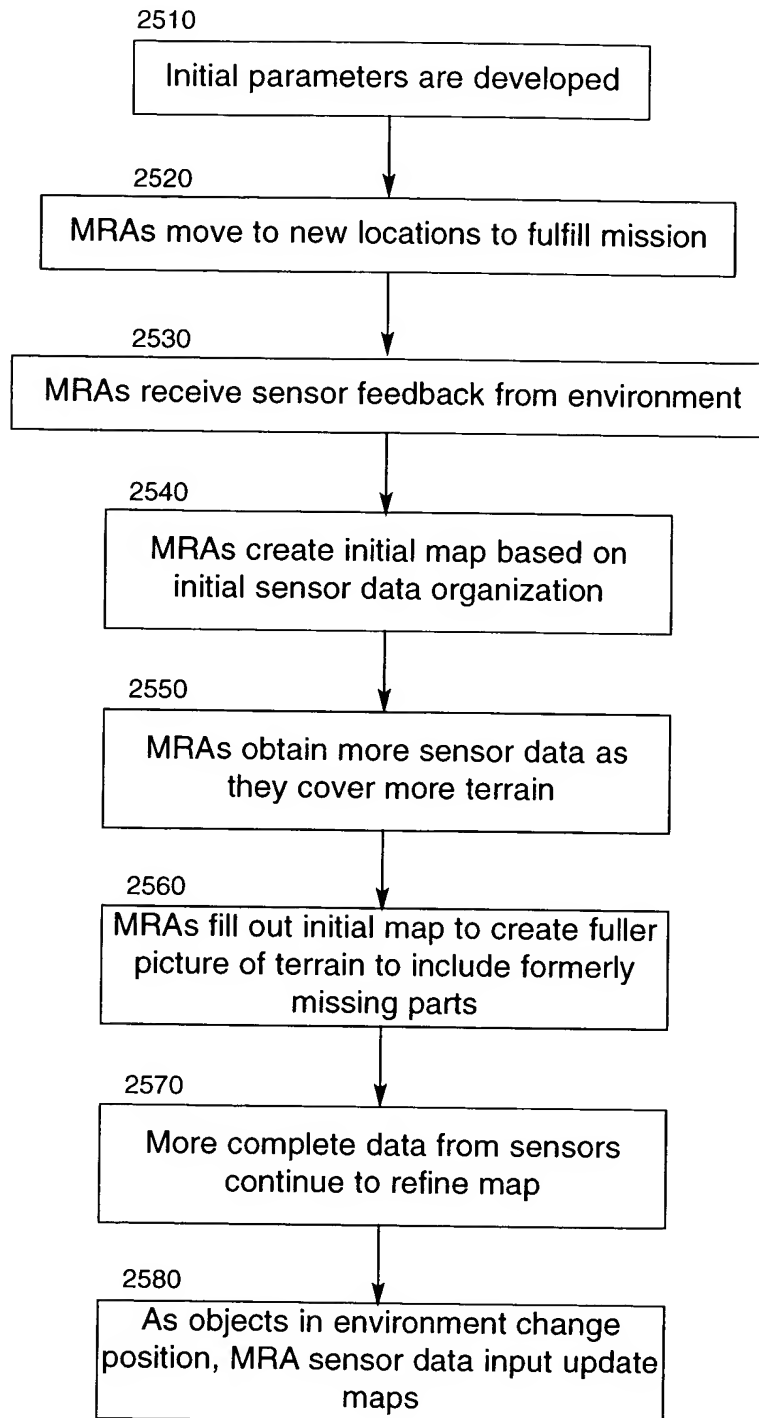 2510
Initial parameters are developed
2520
MRAs move to new locations to fulfill mission
2530
MRAs receive sensor feedback from environment
2540
MRAs create initial map based on
initial sensor data organization
2550
MRAs obtain more sensor data as
they cover more terrain
2560
MRAs fill out initial map to create fuller
picture of terrain to include formerly
missing parts
2570
More complete data from sensors
continue to refine map
2580
As objects in environment change
position, MRA sensor data input update
maps